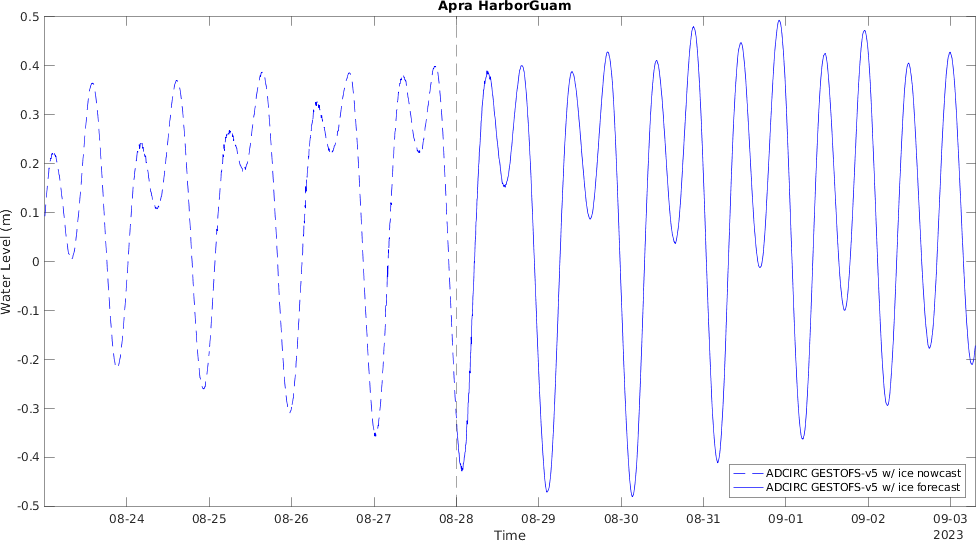 Apra HarborGuam
0.5
0.4
0.3
0.2
0.1
0
-0.1
-0.2
-0.3
-0.4
-0.5
Water Level (m)
ADCIRC GESTOFS-v5 w/ ice nowcast
ADCIRC GESTOFS-v5 w/ ice forecast
08-24 08-25 08-26 08-27 08-28 08-29 08-30 08-31 09-01 09-02 09-03
2023
Time